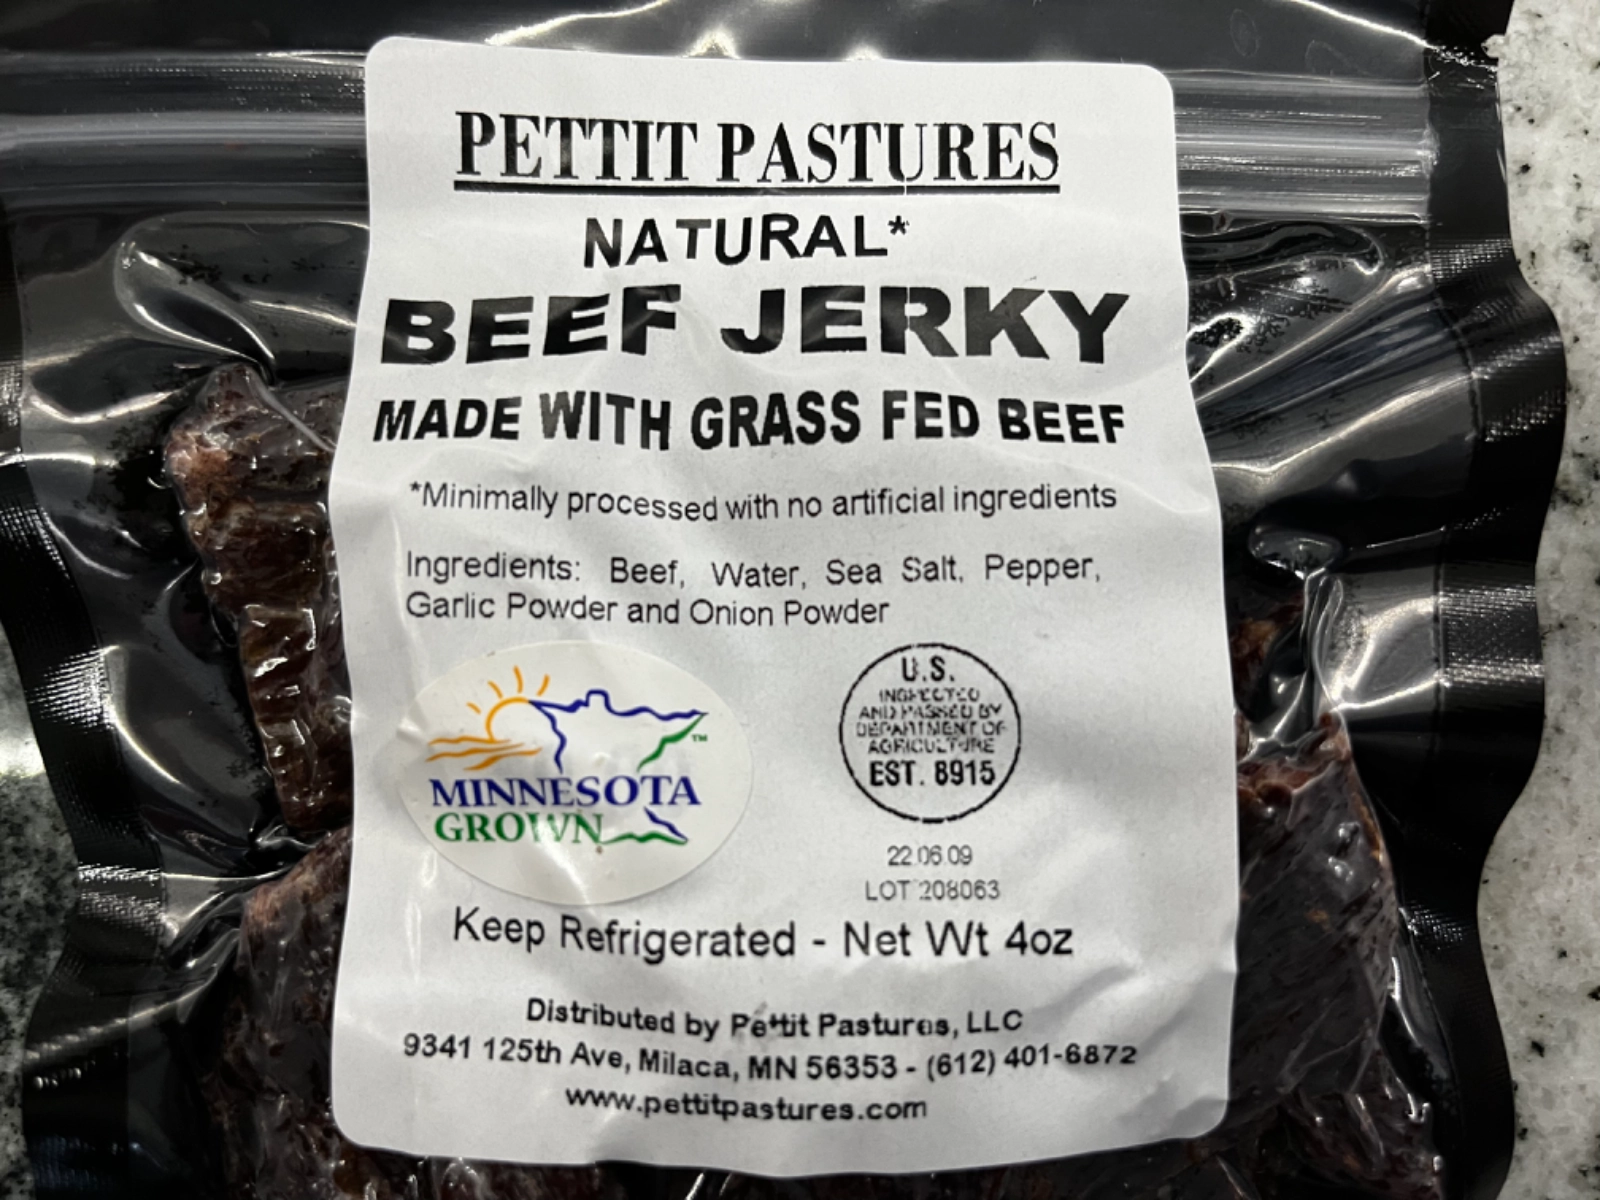 PETTIT PASTURES
NATURAL*
BEEF JERKY
MADE WITH GRASS FED BEEF
*Minimally processed with no artificial ingredients
Ingredients: Beef, Water, Sea Salt, Pepper,
Garlic Powder and Onion Powder
MINNESOTA
GROWN
™
U.S.
INSPECTED
AND PASSED BY
DEPARTMENT OF
AGRICULTURE
EST. 8915
22.06.09
LOT 208063
Keep Refrigerated - Net Wt 4oz
Distributed by Pettit Pastures, LLC
9341 125th Ave, Milaca, MN 56353 - (612) 401-6872
www.pettitpastures.com